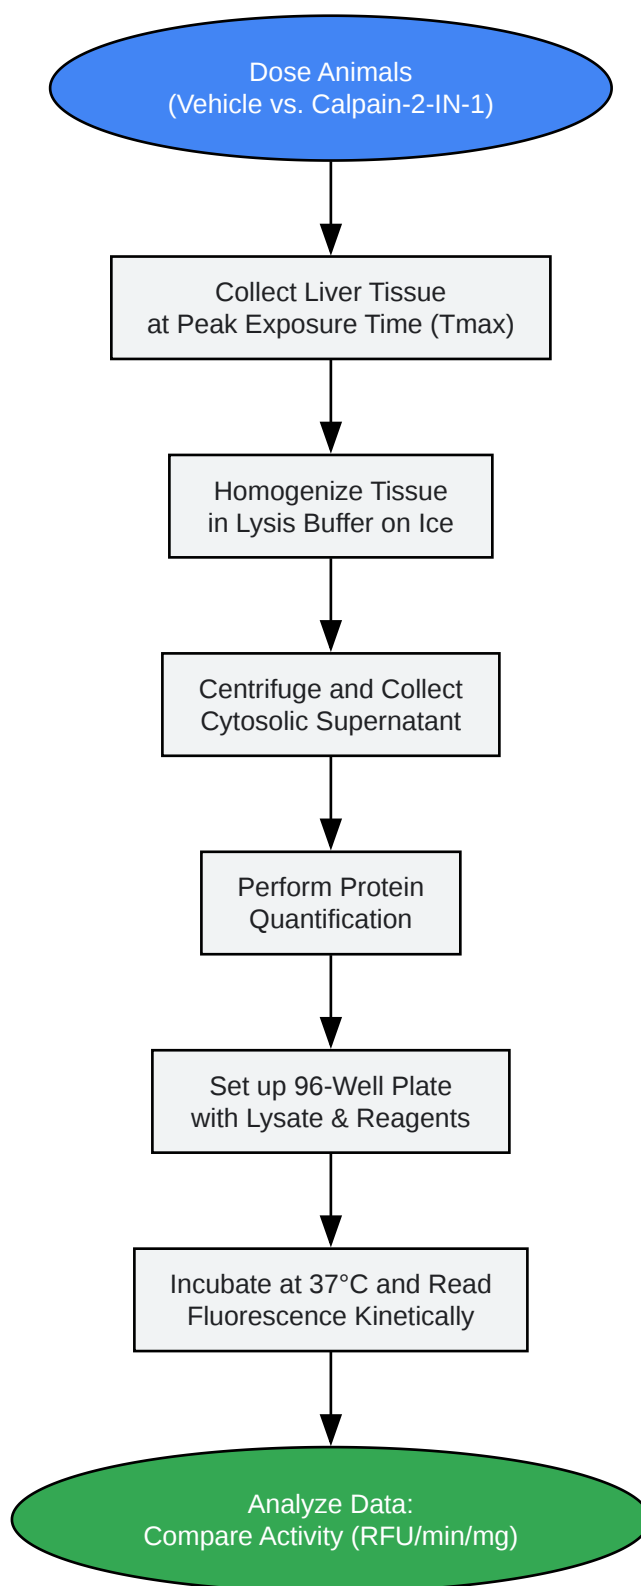 Dose Animals
(Vehicle vs. Calpain-2-IN-1)
Collect Liver Tissue
at Peak Exposure Time (Tmax)
Homogenize Tissue
in Lysis Buffer on Ice
Centrifuge and Collect
Cytosolic Supernatant
Perform Protein
Quantification
Set up 96-Well Plate
with Lysate & Reagents
Incubate at 37°C and Read
Fluorescence Kinetically
Analyze Data:
Compare Activity (RFU/min/mg)